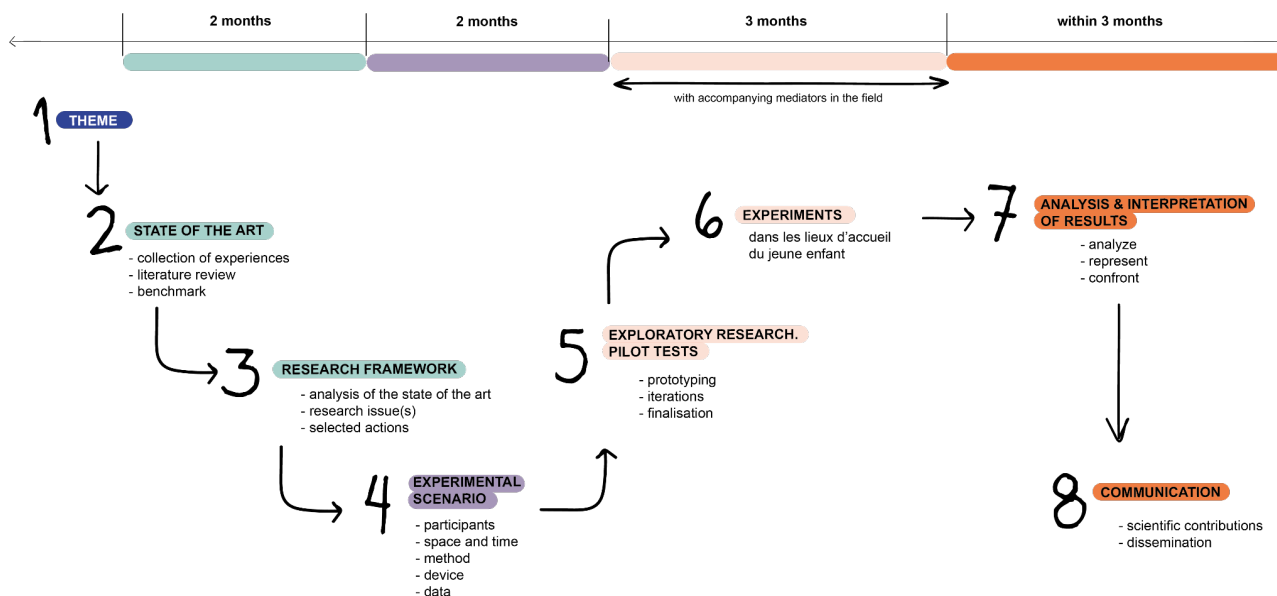 2 months
2 months
3 months
within 3 months
with accompanying mediators in the field
1 THEME
2 STATE OF THE ART
- collection of experiences
- literature review
- benchmark
3 RESEARCH FRAMEWORK
- analysis of the state of the art
- research issue(s)
- selected actions
4 EXPERIMENTAL
SCENARIO
- participants
- space and time
- method
- device
- data
5 EXPLORATORY RESEARCH.
PILOT TESTS
- prototyping
- iterations
- finalisation
6 EXPERIMENTS
dans les lieux d'accueil
du jeune enfant
7 ANALYSIS & INTERPRETATION
OF RESULTS
- analyze
- represent
- confront
8 COMMUNICATION
- scientific contributions
- dissemination